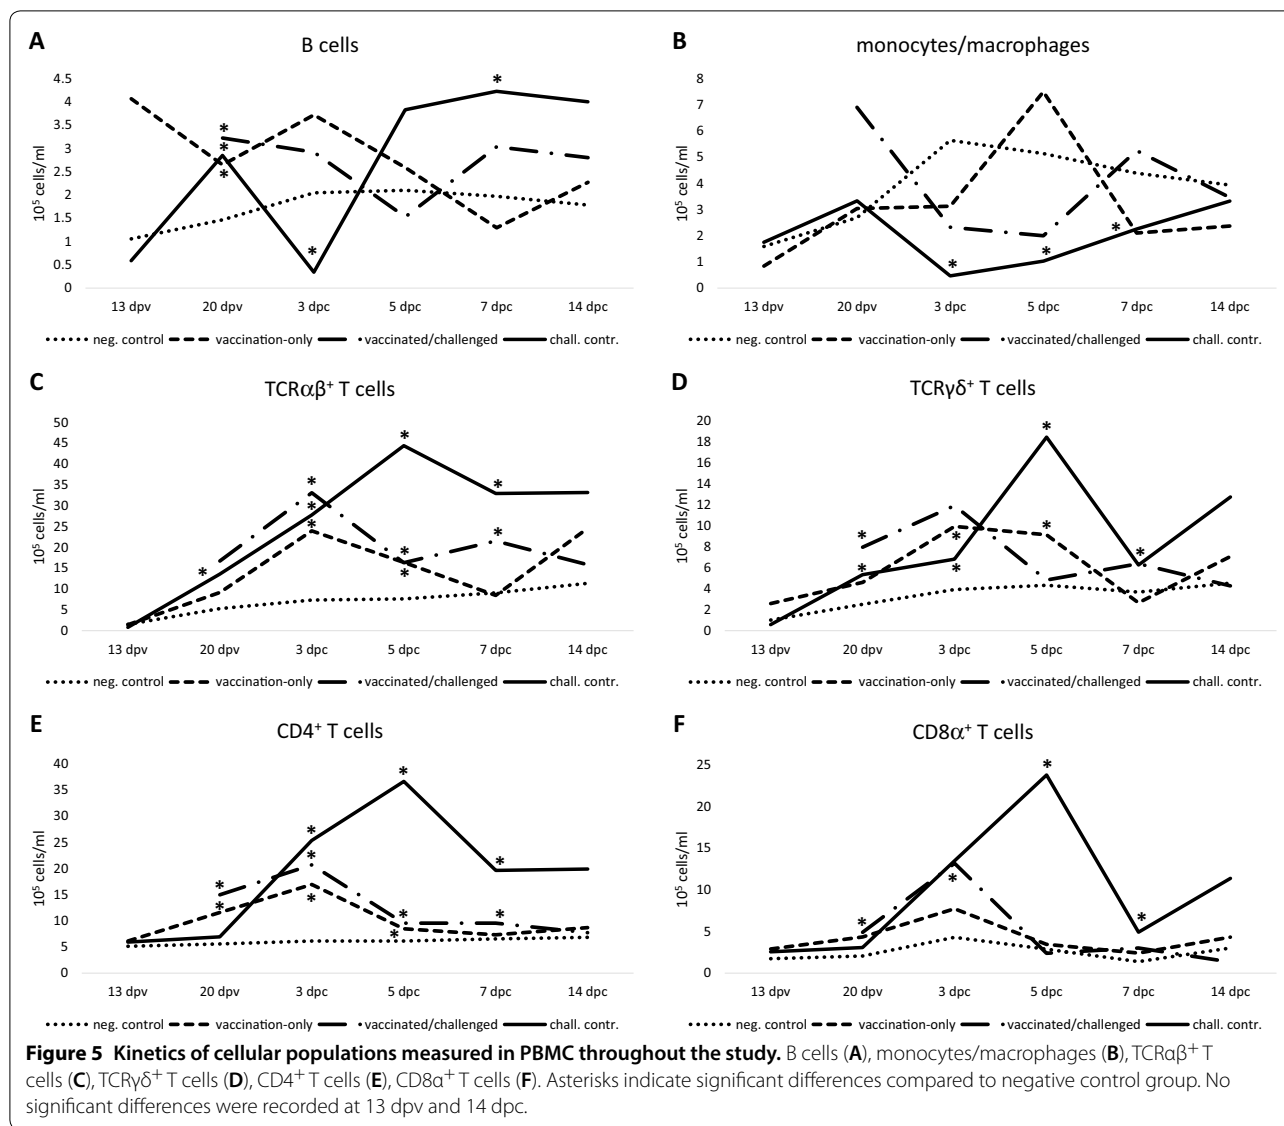 A
B cells
10⁵ cells/ml
4.5
4
3.5
3
2.5
2
1.5
1
0.5
0
*
*
*
*
*
13 dpv 20 dpv 3 dpc 5 dpc 7 dpc 14 dpc
neg. control vaccination-only vaccinated/challenged chall. contr.
B
monocytes/macrophages
10⁵ cells/ml
8
7
6
5
4
3
2
1
0
*
*
*
13 dpv 20 dpv 3 dpc 5 dpc 7 dpc 14 dpc
neg. control vaccination-only vaccinated/challenged chall. contr.
C
TCRαβ⁺ T cells
10⁵ cells/ml
50
45
40
35
30
25
20
15
10
5
0
*
*
*
*
*
*
*
*
*
13 dpv 20 dpv 3 dpc 5 dpc 7 dpc 14 dpc
neg. control vaccination-only vaccinated/challenged chall. contr.
D
TCRγδ⁺ T cells
10⁵ cells/ml
20
18
16
14
12
10
8
6
4
2
0
*
*
*
*
*
*
*
13 dpv 20 dpv 3 dpc 5 dpc 7 dpc 14 dpc
neg. control vaccination-only vaccinated/challenged chall. contr.
E
CD4⁺ T cells
10⁵ cells/ml
40
35
30
25
20
15
10
5
0
*
*
*
*
*
*
*
*
*
*
13 dpv 20 dpv 3 dpc 5 dpc 7 dpc 14 dpc
neg. control vaccination-only vaccinated/challenged chall. contr.
F
CD8α⁺ T cells
10⁵ cells/ml
25
20
15
10
5
0
*
*
*
*
13 dpv 20 dpv 3 dpc 5 dpc 7 dpc 14 dpc
neg. control vaccination-only vaccinated/challenged chall. contr.
Figure 5 Kinetics of cellular populations measured in PBMC throughout the study. B cells (A), monocytes/macrophages (B), TCRαβ⁺ T
cells (C), TCRγδ⁺ T cells (D), CD4⁺ T cells (E), CD8α⁺ T cells (F). Asterisks indicate significant differences compared to negative control group. No
significant differences were recorded at 13 dpv and 14 dpc.